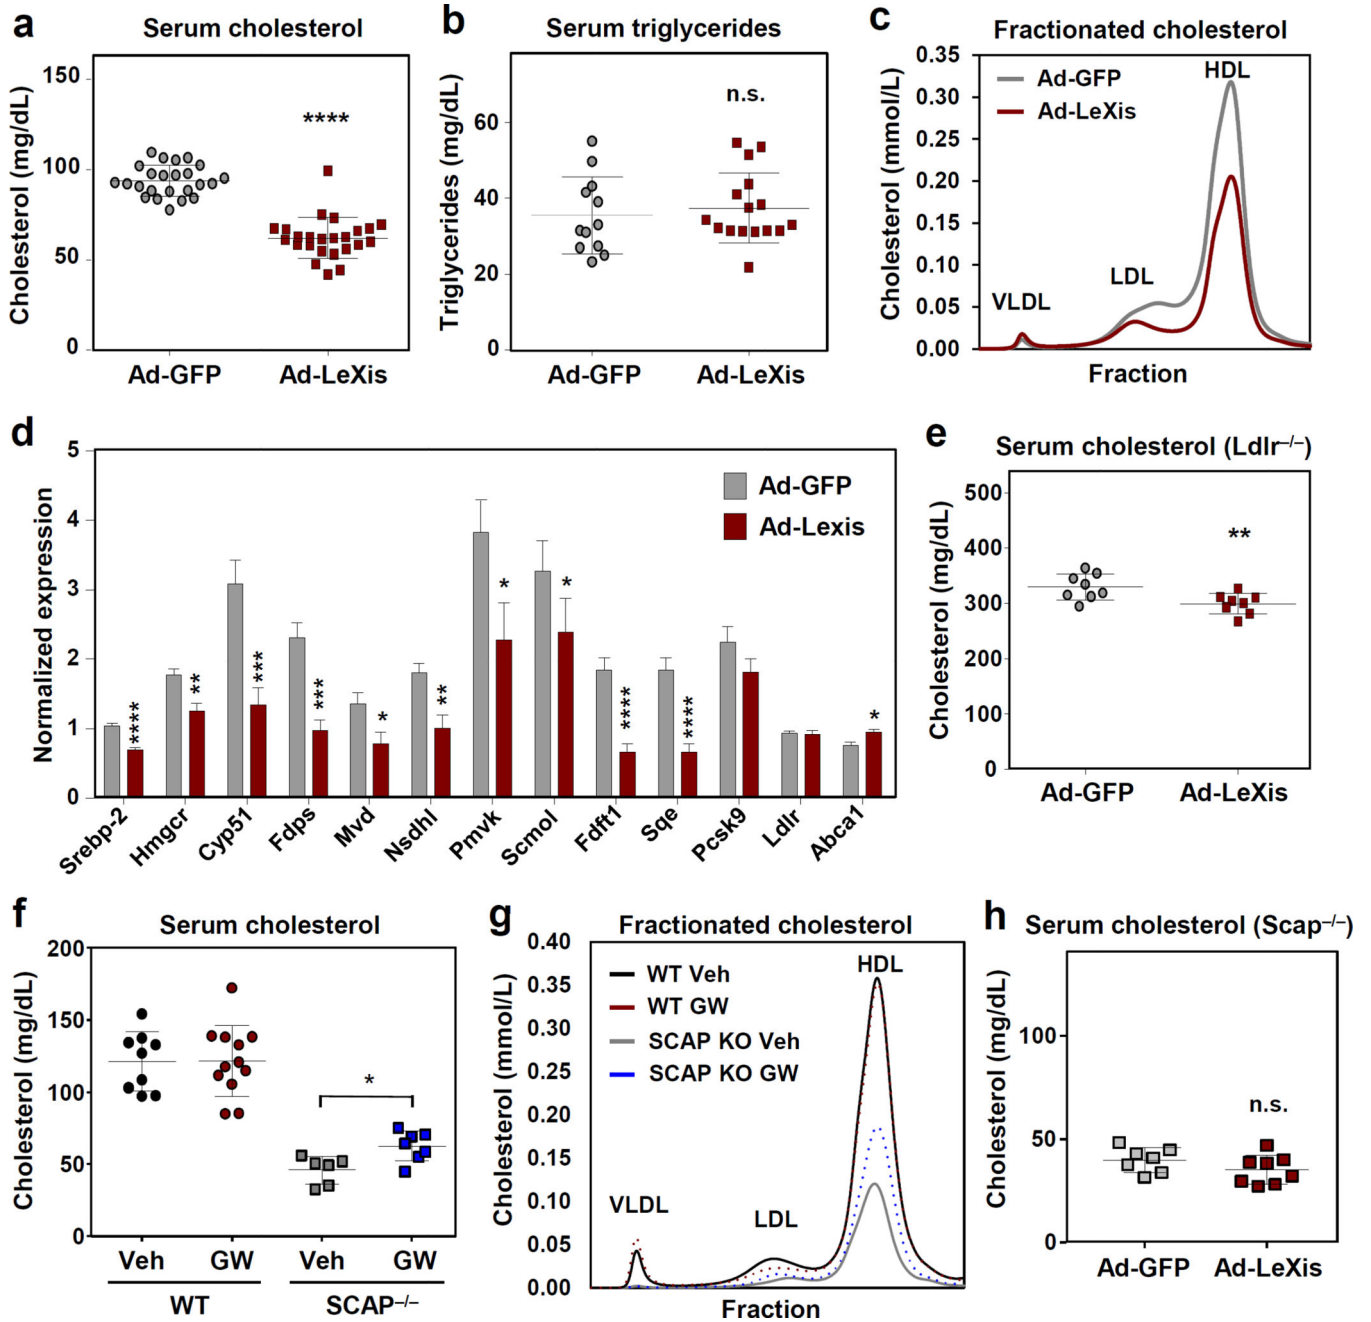 a
Serum cholesterol
Cholesterol (mg/dL)
150
100
50
0
****
Ad-GFP
Ad-LeXis
b
Serum triglycerides
Triglycerides (mg/dL)
60
40
20
0
n.s.
Ad-GFP
Ad-LeXis
c
Fractionated cholesterol
Cholesterol (mmol/L)
0.35
0.30
0.25
0.20
0.15
0.10
0.05
0.00
Ad-GFP
Ad-LeXis
VLDL
LDL
HDL
Fraction
d
Normalized expression
5
4
3
2
1
0
Ad-GFP
Ad-Lexis
****
**
***
***
*
**
*
*
****
****
*
Srebp-2
Hmgcr
Cyp51
Fdps
Mvd
Nsdhl
Pmvk
Scmol
Fdft1
Sqe
Pcsk9
Ldlr
Abca1
e
Serum cholesterol (Ldlr–/–)
Cholesterol (mg/dL)
500
400
300
200
100
0
**
Ad-GFP
Ad-LeXis
f
Serum cholesterol
Cholesterol (mg/dL)
200
150
100
50
0
*
Veh
GW
Veh
GW
WT
SCAP–/–
g
Fractionated cholesterol
Cholesterol (mmol/L)
0.40
0.35
0.30
0.25
0.20
0.15
0.10
0.05
0.00
WT Veh
WT GW
SCAP KO Veh
SCAP KO GW
VLDL
LDL
HDL
Fraction
h
Serum cholesterol (Scap–/–)
Cholesterol (mg/dL)
100
50
0
n.s.
Ad-GFP
Ad-LeXis